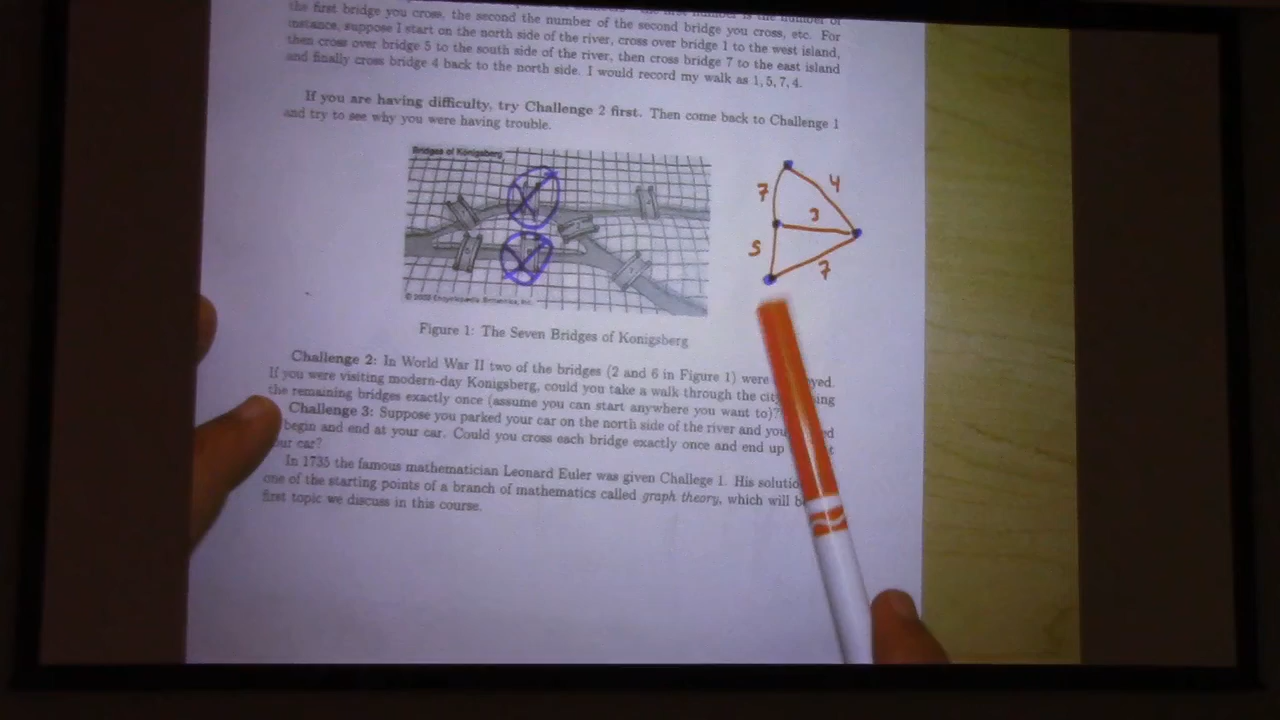 the first bridge you cross, the second the number of the second bridge you cross, etc. For
instance, suppose I start on the north side of the river, cross over bridge 1 to the west island,
then cross over bridge 5 to the south side of the river, then cross bridge 7 to the east island
and finally cross bridge 4 back to the north side. I would record my walk as 1, 5, 7, 4.
If you are having difficulty, try Challenge 2 first. Then come back to Challenge 1
and try to see why you were having trouble.
Bridges of Konigsberg
7
4
3
5
7
Figure 1: The Seven Bridges of Konigsberg
Challenge 2: In World War II two of the bridges (2 and 6 in Figure 1) were
If you were visiting modern-day Konigsberg, could you take a walk through the
the remaining bridges exactly once (assume you can start anywhere you want to)?
Challenge 3: Suppose you parked your car on the north side of the river and you
begin and end at your car. Could you cross each bridge exactly once and end up
car?
In 1735 the famous mathematician Leonard Euler was given Challege 1. His
one of the starting points of a branch of mathematics called graph theory, which will
first topic we discuss in this course.